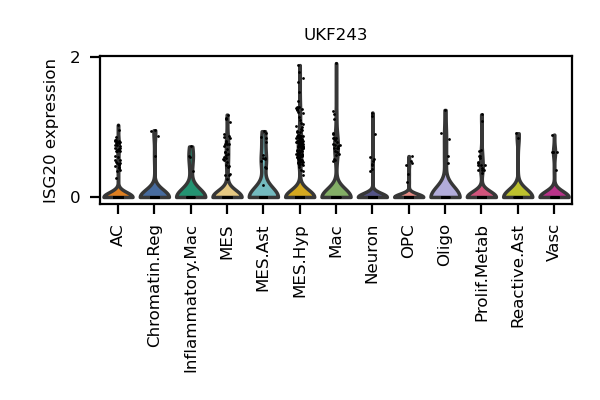 UKF243
ISG20 expression
2
0
AC
Chromatin.Reg
Inflammatory.Mac
MES
MES.Ast
MES.Hyp
Mac
Neuron
OPC
Oligo
Prolif.Metab
Reactive.Ast
Vasc